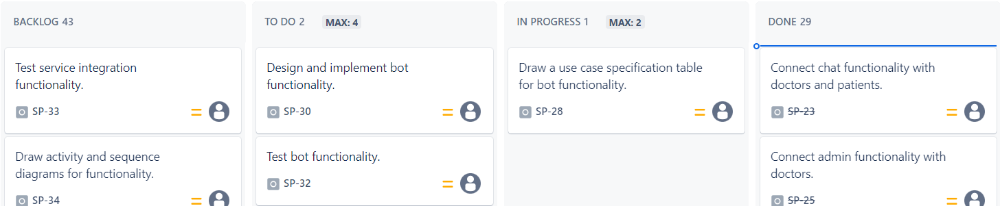 BACKLOG 43
Test service integration
functionality.
SP-33
Draw activity and sequence
diagrams for functionality.
SP-34
TO DO 2 MAX: 4
Design and implement bot
functionality.
SP-30
Test bot functionality.
SP-32
IN PROGRESS 1 MAX: 2
Draw a use case specification table
for bot functionality.
SP-28
DONE 29
Connect chat functionality with
doctors and patients.
SP-23
Connect admin functionality with
doctors.
SP-25